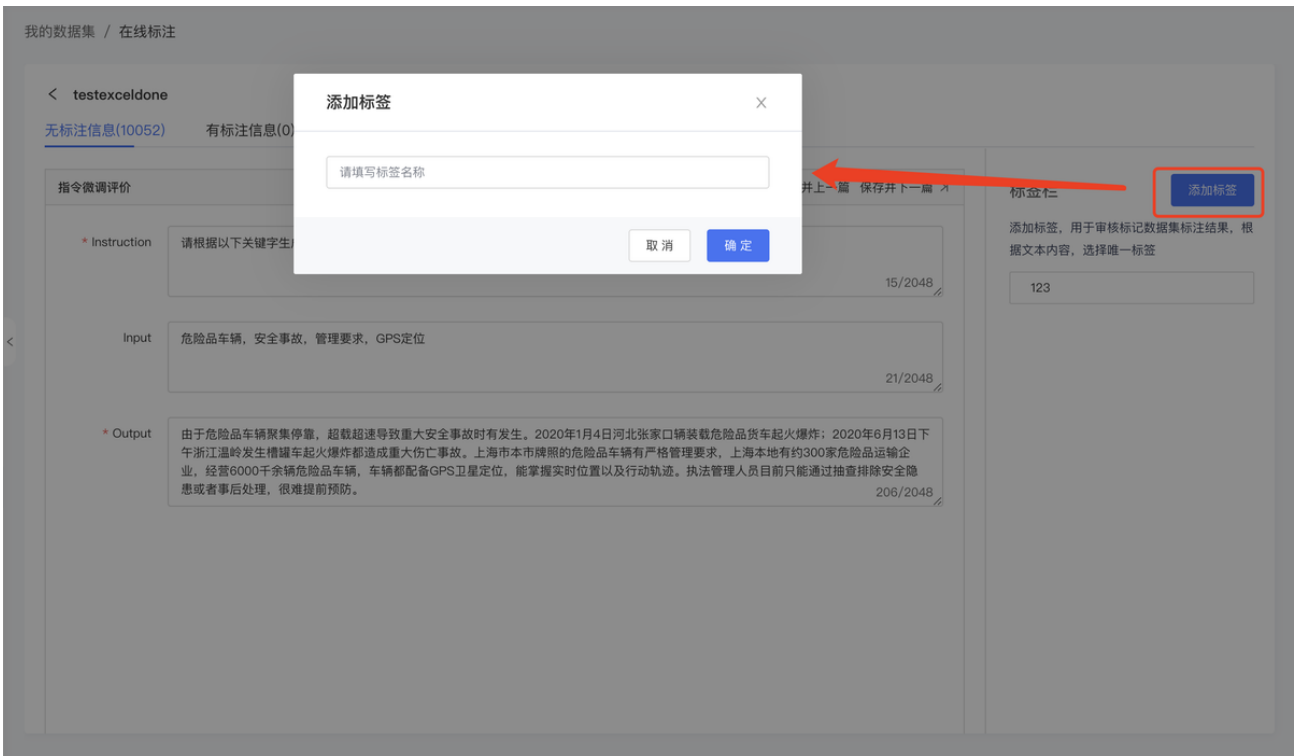 我的数据集 / 在线标注
testexceldone
无标注信息(10052) 有标注信息(0)
添加标签
请填写标签名称
取 消 确 定
指令微调评价
并上一篇 保存并下一篇
标签栏
添加标签
添加标签，用于审核标记数据集标注结果，根
据文本内容，选择唯一标签
123
* Instruction
请根据以下关键字生
15/2048
Input
危险品车辆，安全事故，管理要求，GPS定位
21/2048
* Output
由于危险品车辆聚集停靠，超载超速导致重大安全事故时有发生。2020年1月4日河北张家口辆装载危险品货车起火爆炸；2020年6月13日下
午浙江温岭发生槽罐车起火爆炸都造成重大伤亡事故。上海市本市牌照的危险品车辆有严格管理要求，上海本地有约300家危险品运输企
业，经营6000千余辆危险品车辆，车辆都配备GPS卫星定位，能掌握实时位置以及行动轨迹。执法管理人员目前只能通过抽查排除安全隐
患或者事后处理，很难提前预防。
206/2048